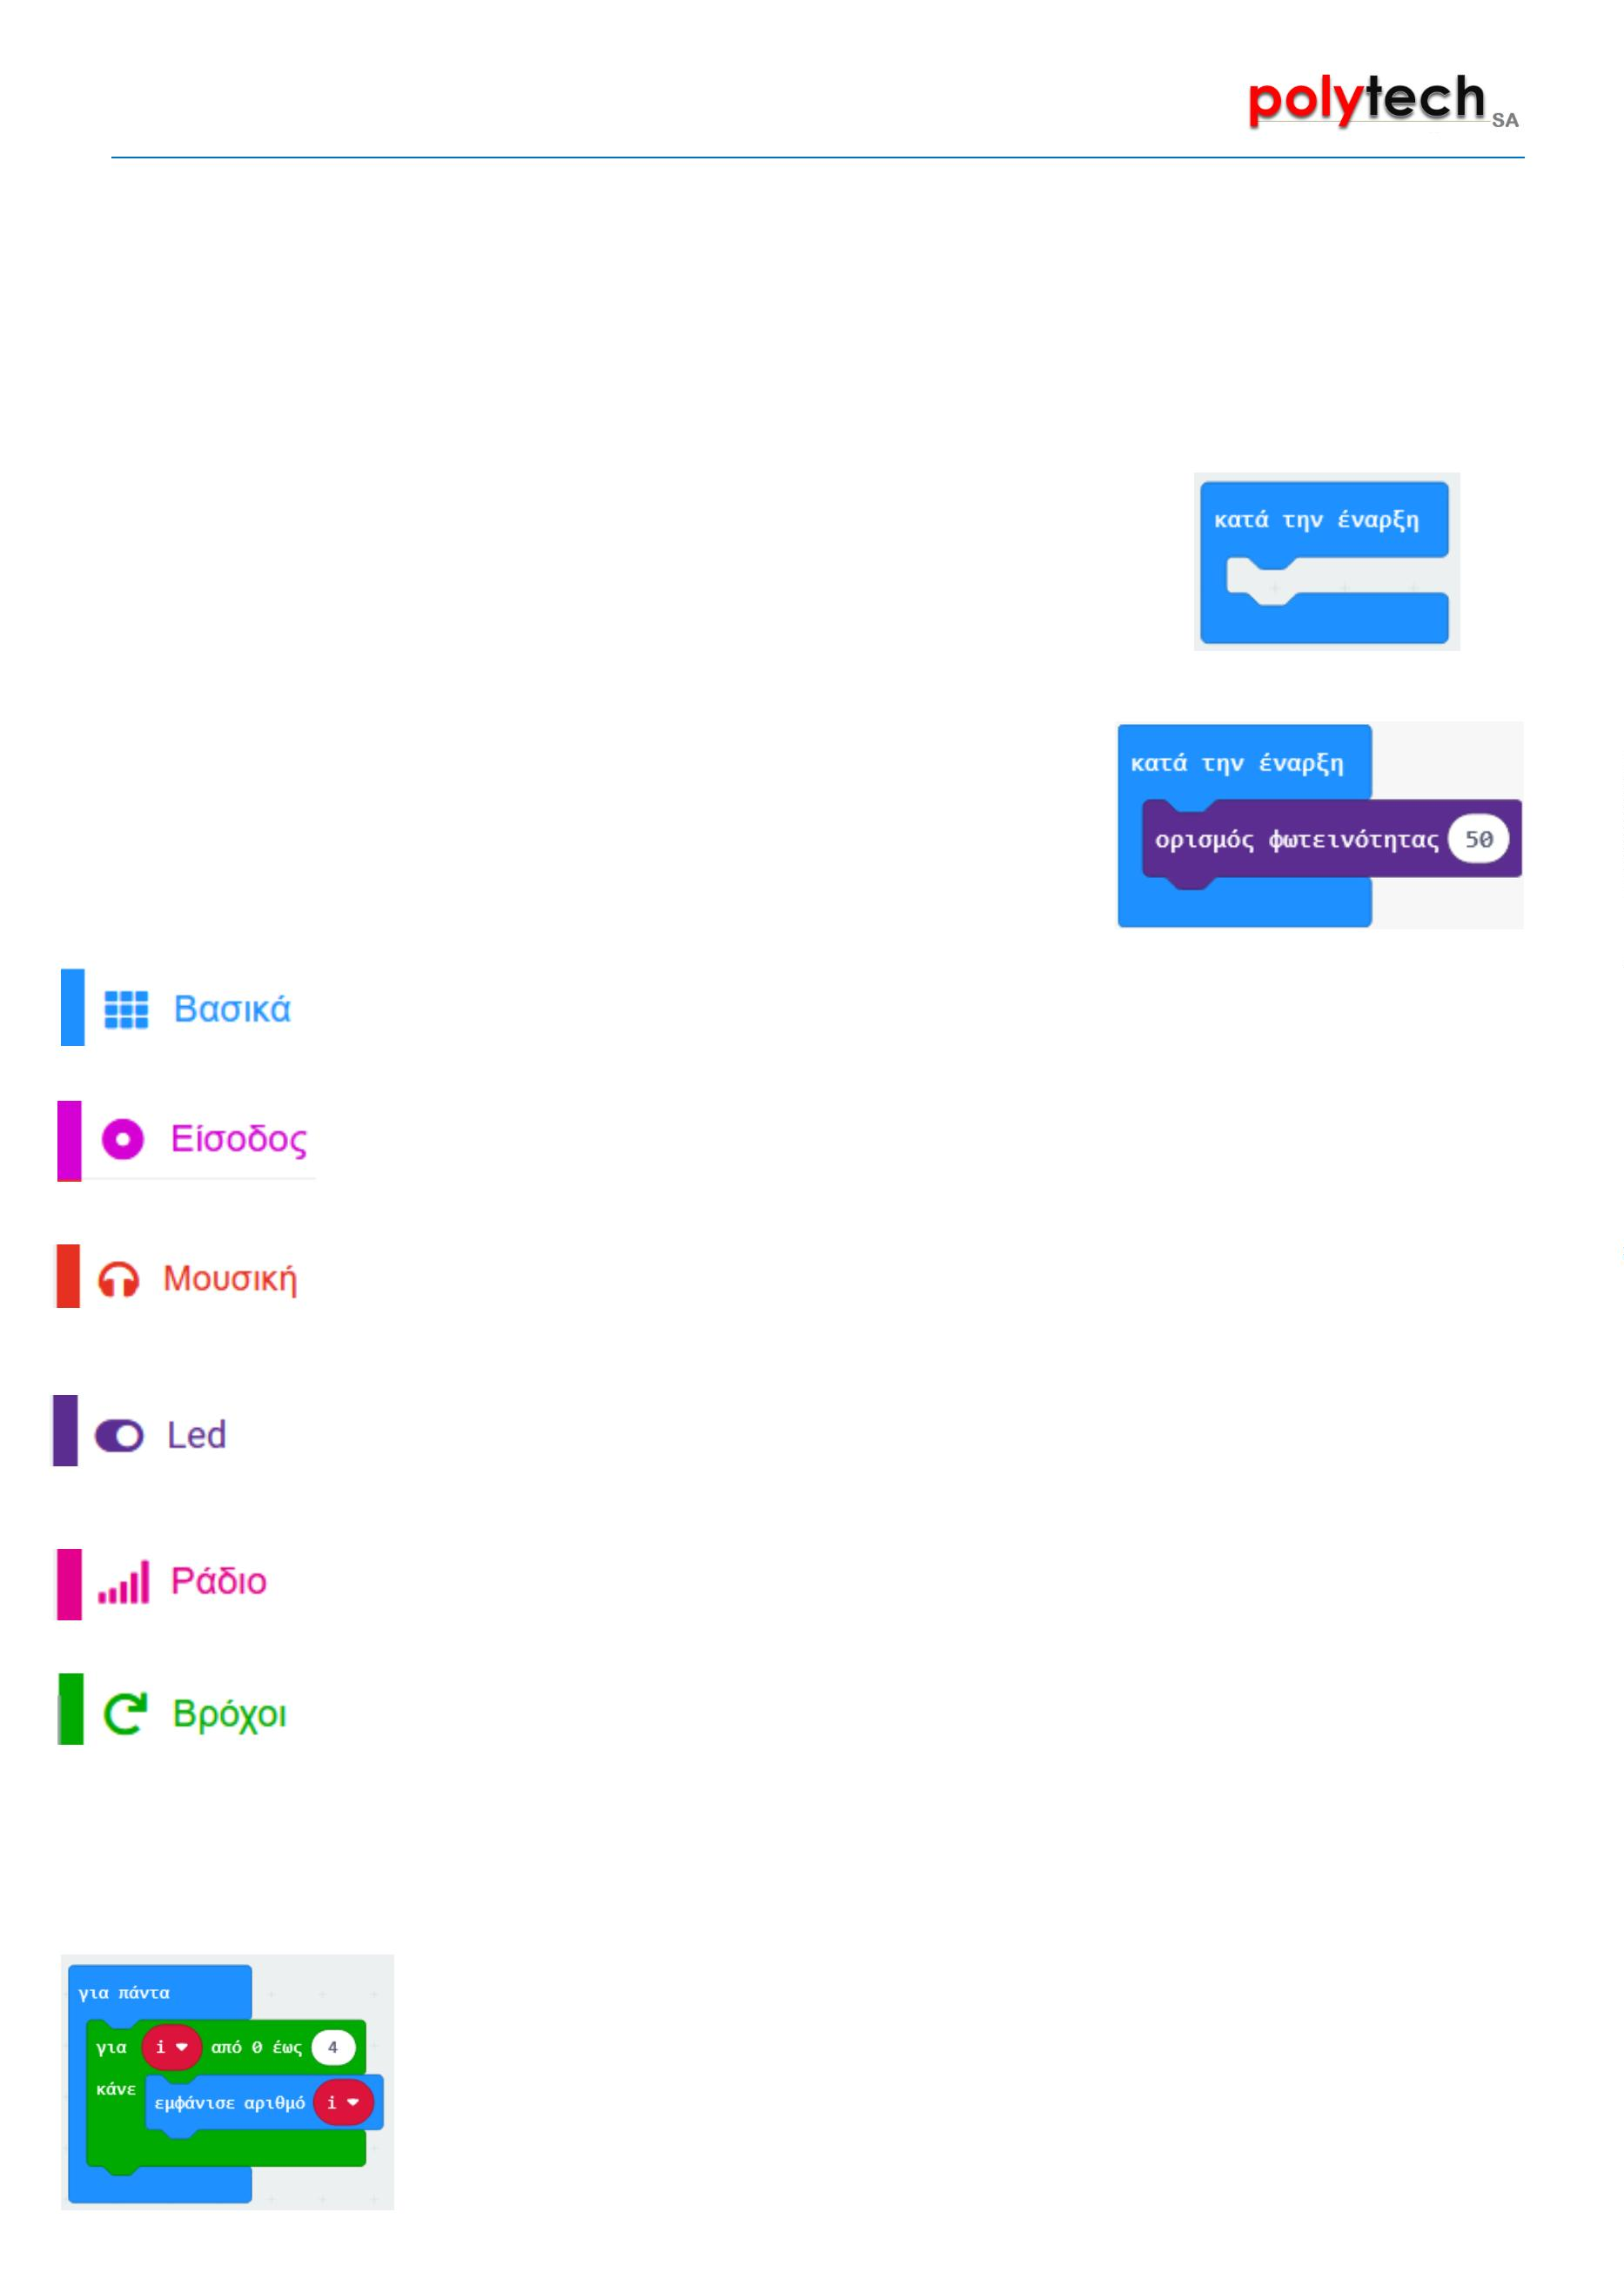 polytech SA
κατά την έναρξη
κατά την έναρξη
ορισμός φωτεινότητας 50
Βασικά
Είσοδος
Μουσική
Led
Ράδιο
Βρόχοι
για πάντα
για i από 0 έως 4
κάνε
εμφάνισε αριθμό i